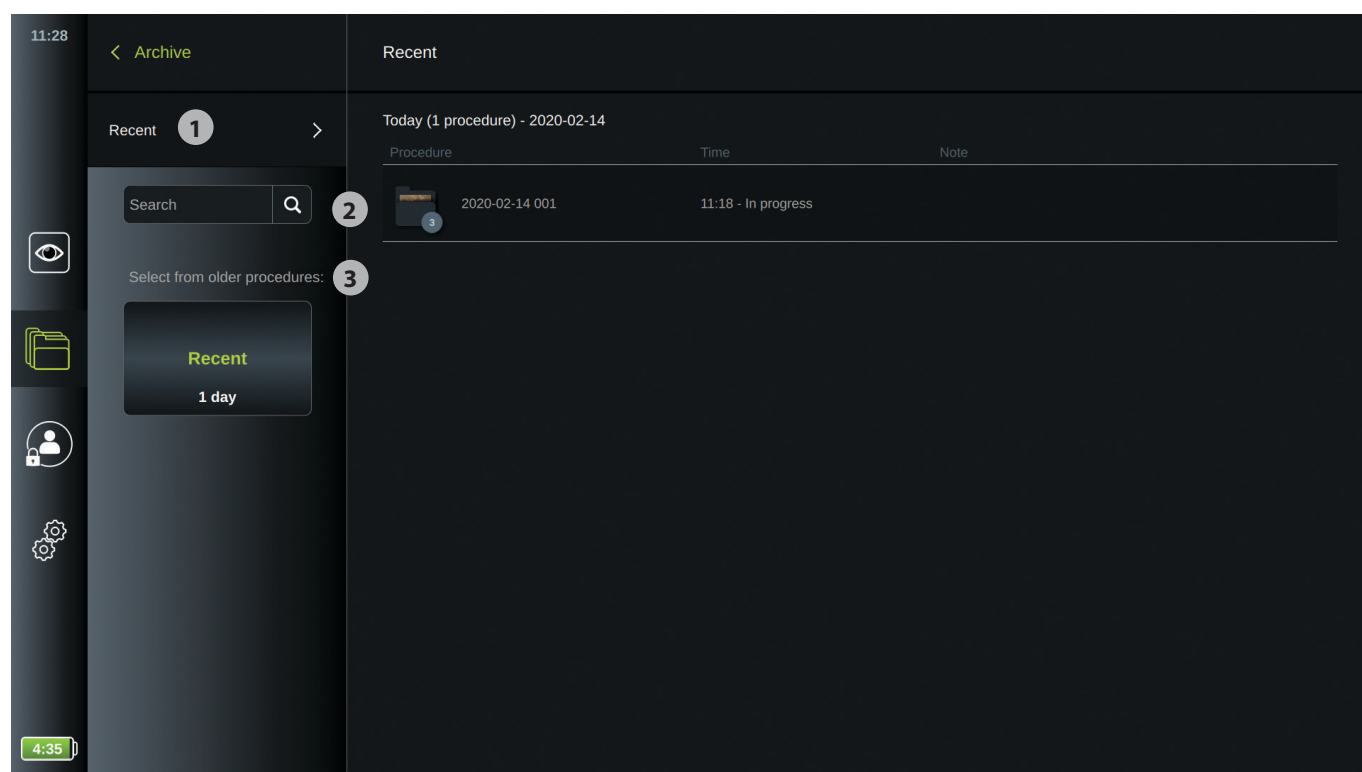 11:28
Archive
Recent
Recent 1
Today (1 procedure) - 2020-02-14
Procedure Time Note
Search 2
3 2020-02-14 001 11:18 - In progress
Select from older procedures: 3
Recent
1 day
4:35